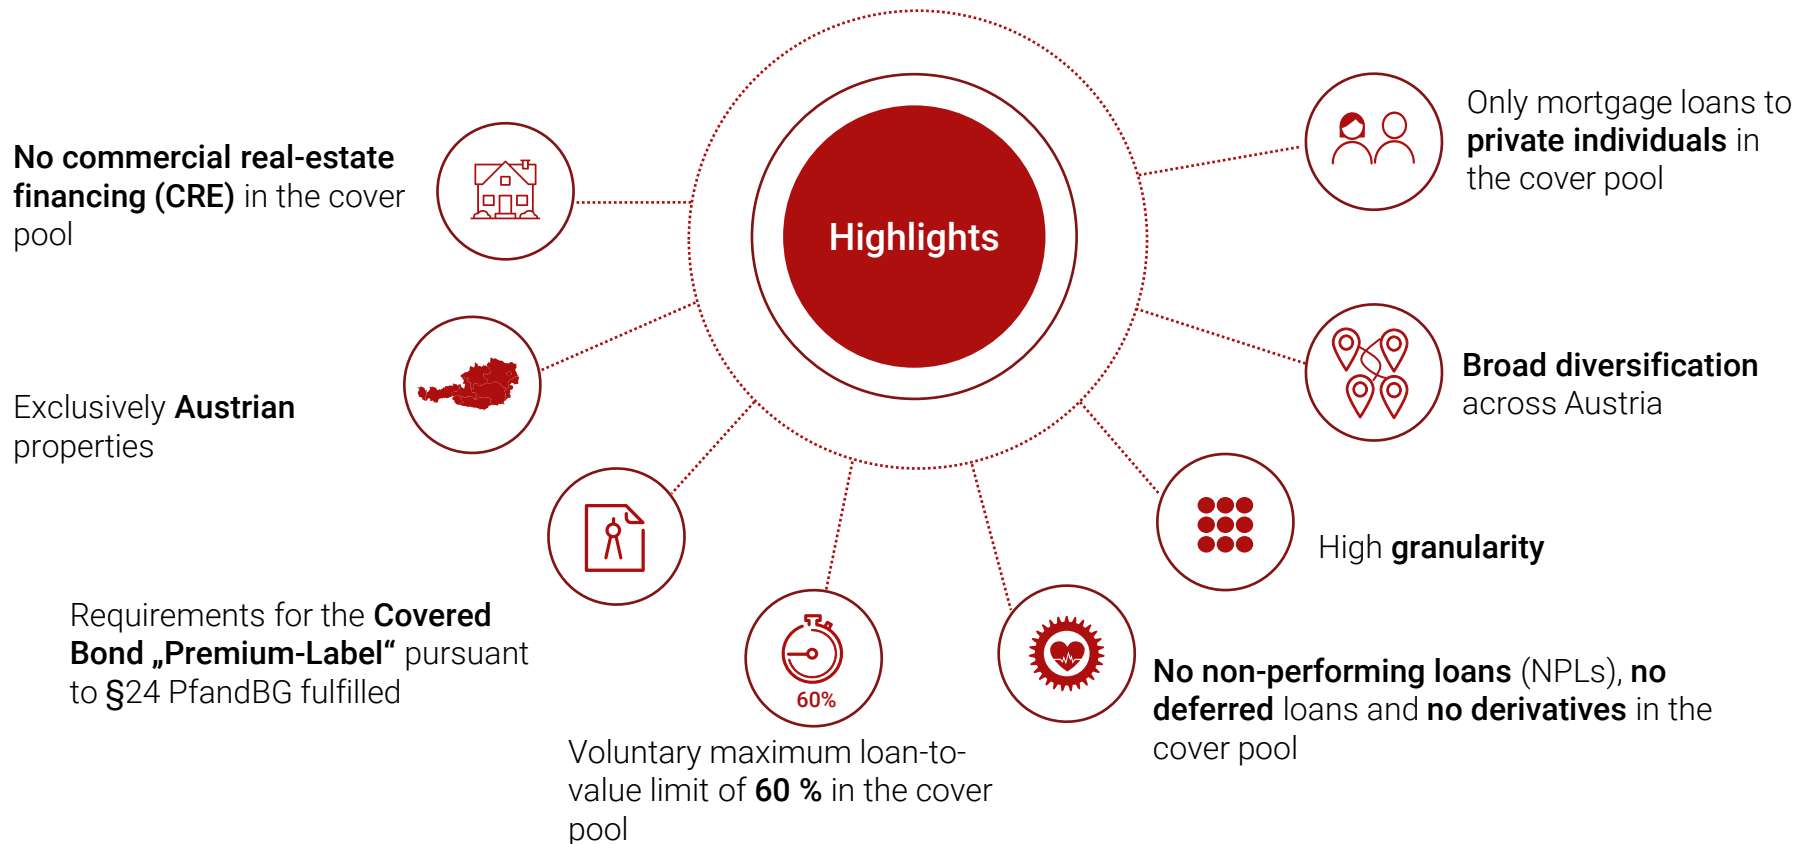 Highlights
No commercial real-estate
financing (CRE) in the cover
pool
Exclusively Austrian
properties
Requirements for the Covered
Bond „Premium-Label“ pursuant
to §24 PfandBG fulfilled
60%
Voluntary maximum loan-to-
value limit of 60 % in the cover
pool
No non-performing loans (NPLs), no
deferred loans and no derivatives in the
cover pool
High granularity
Broad diversification
across Austria
Only mortgage loans to
private individuals in
the cover pool